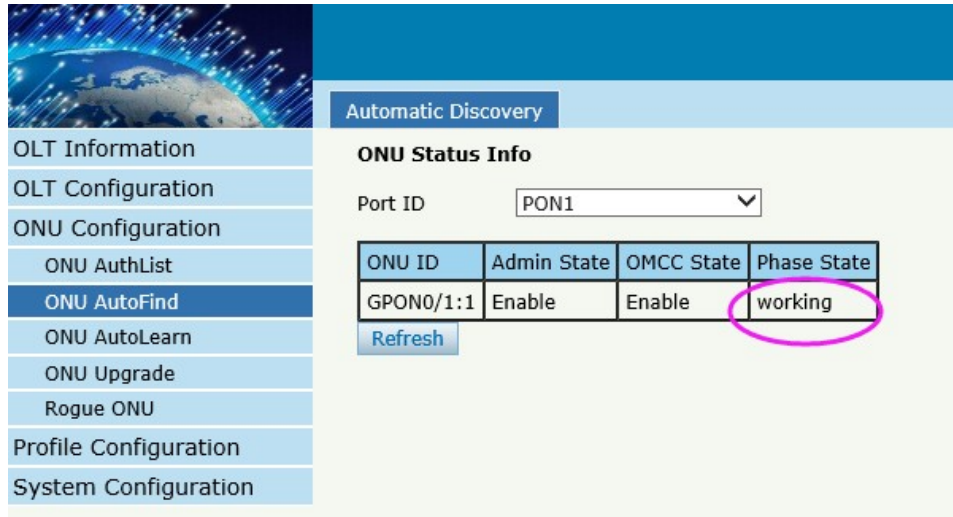 Automatic Discovery
OLT Information
OLT Configuration
ONU Configuration
ONU AuthList
ONU AutoFind
ONU AutoLearn
ONU Upgrade
Rogue ONU
Profile Configuration
System Configuration
ONU Status Info
Port ID PON1
ONU ID Admin State OMCC State Phase State
GPON0/1:1 Enable Enable working
Refresh